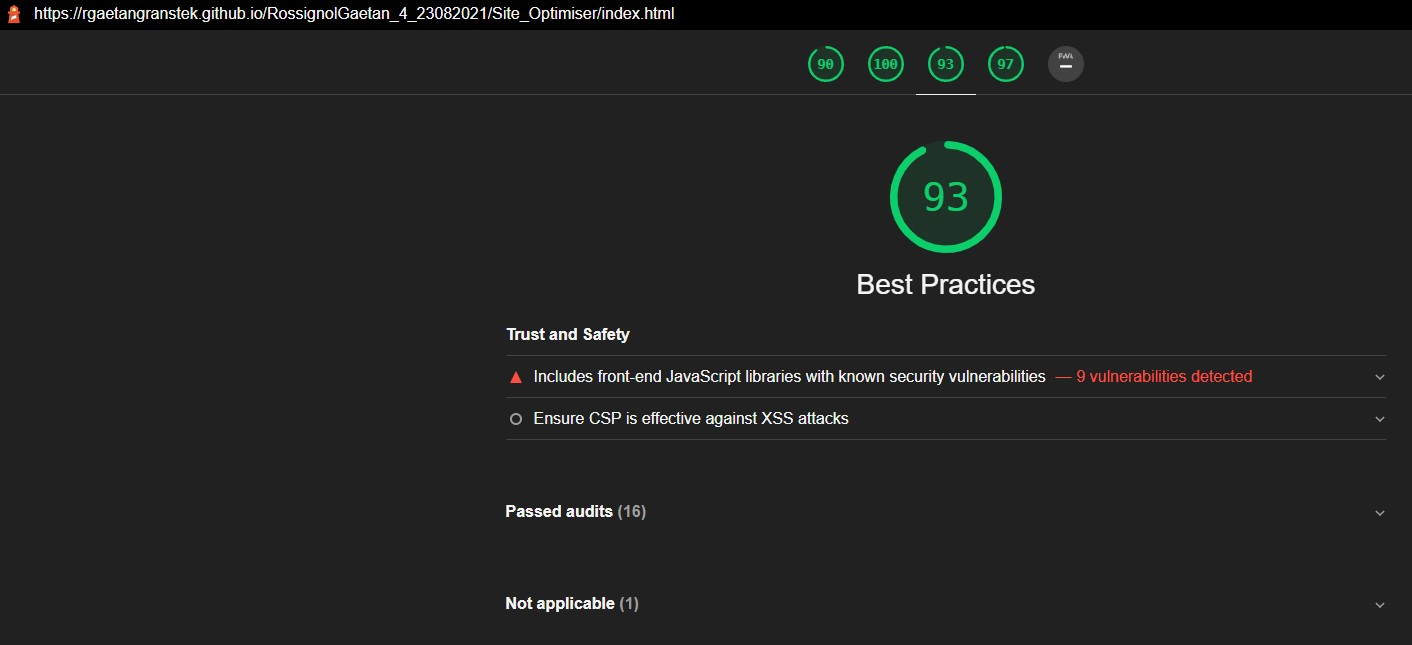 https://rgaetangranstek.github.io/RossignolGaetan_4_23082021/Site_Optimiser/index.html
90 100 93 97 PWA
93
Best Practices
Trust and Safety
Includes front-end JavaScript libraries with known security vulnerabilities — 9 vulnerabilities detected
Ensure CSP is effective against XSS attacks
Passed audits (16)
Not applicable (1)